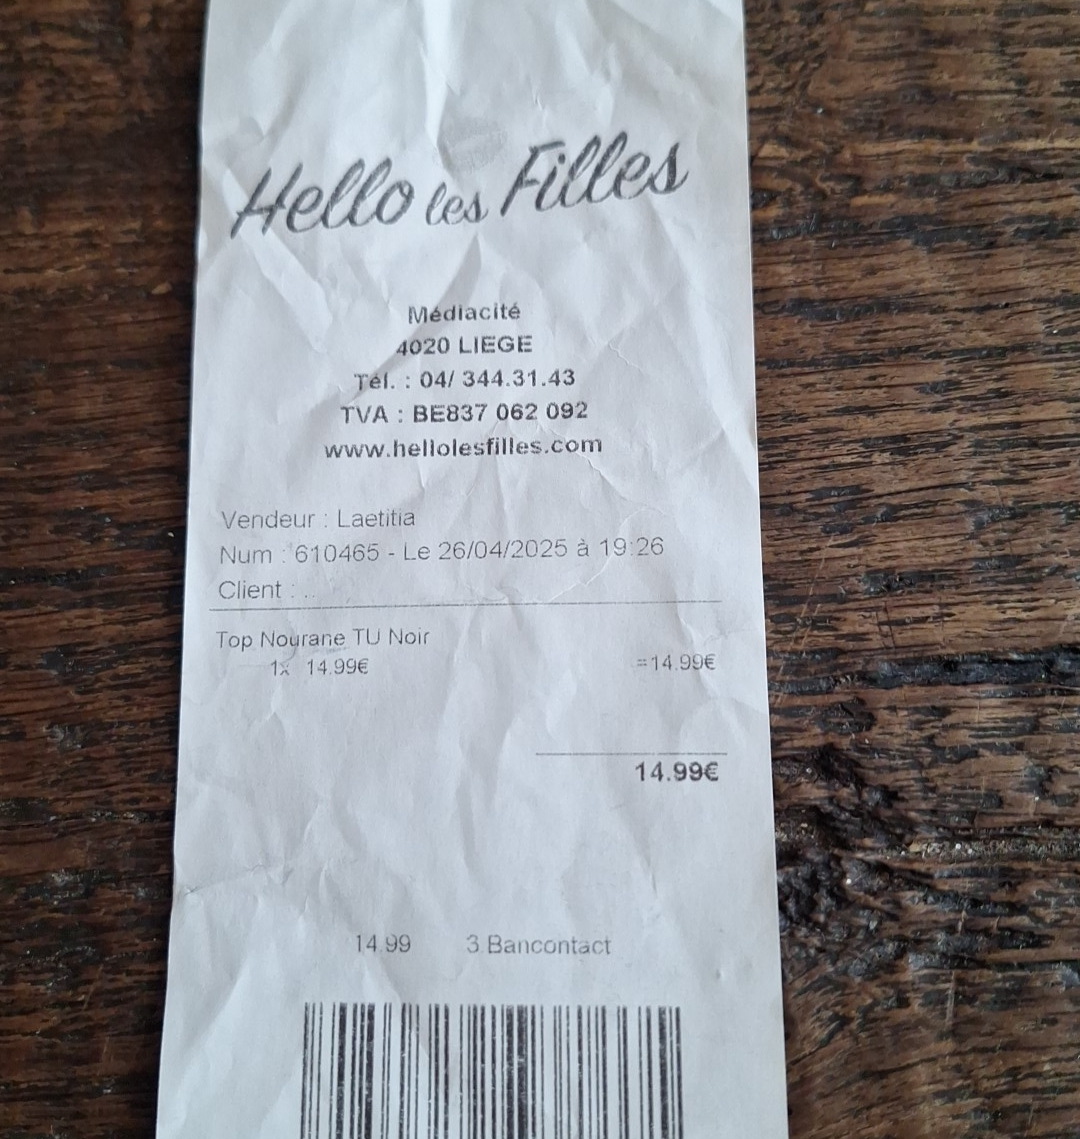 Hello les Filles
Médiacité
4020 LIEGE
Tél. : 04/ 344.31.43
TVA : BE837 062 092
www.hellolesfilles.com
Vendeur : Laetitia
Num : 610465 - Le 26/04/2025 à 19:26
Client : ..
Top Nourane TU Noir
1x 14.99€ =14.99€
14.99€
14.99 3.Bancontact